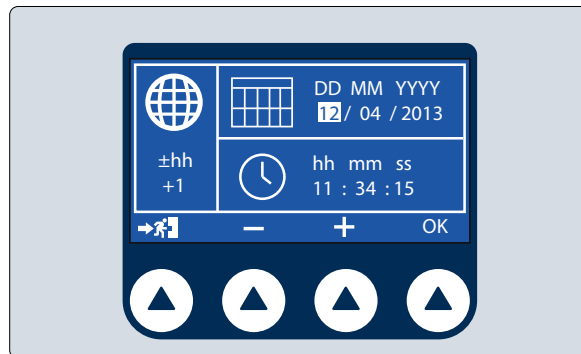 DD MM YYYY
12/ 04 / 2013
±hh
+1
hh mm ss
11 : 34 : 15
− + OK